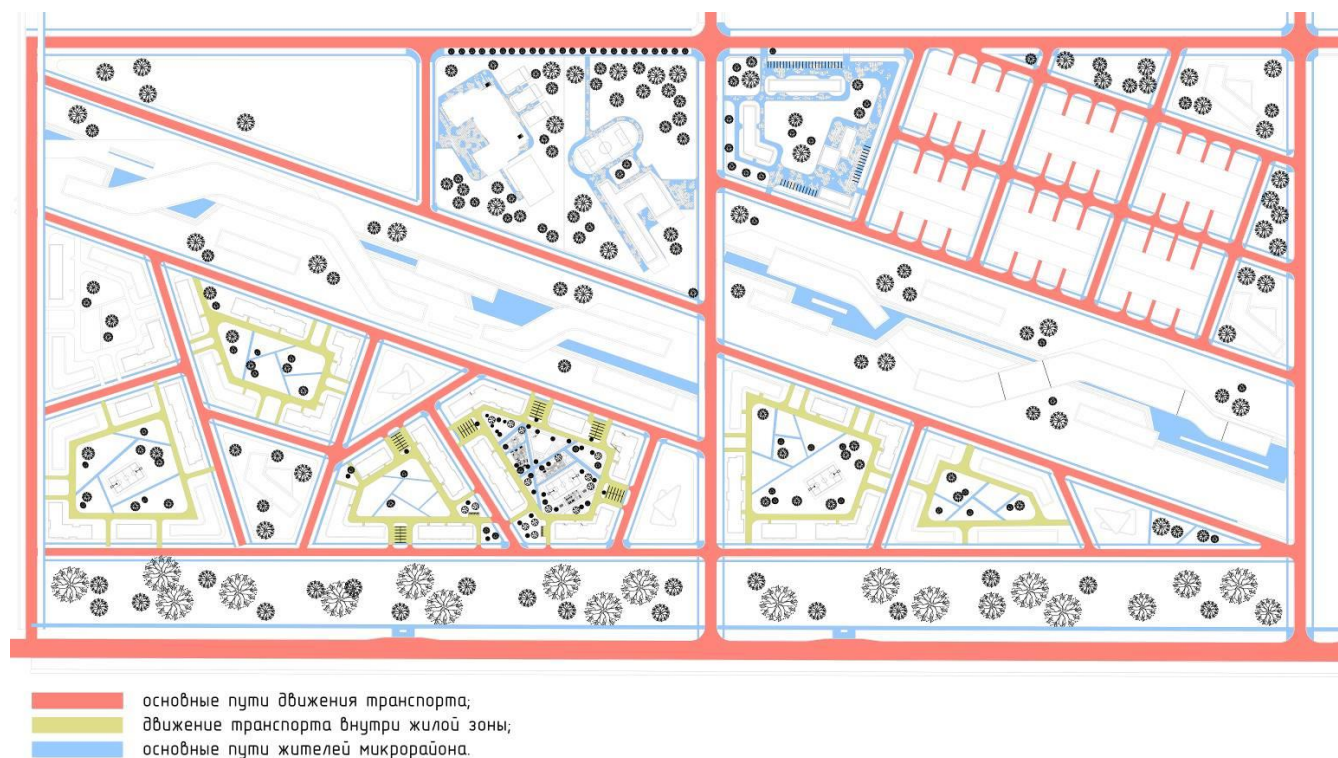 основные пути движения транспорта;
движение транспорта внутри жилой зоны;
основные пути жителей микрорайона.